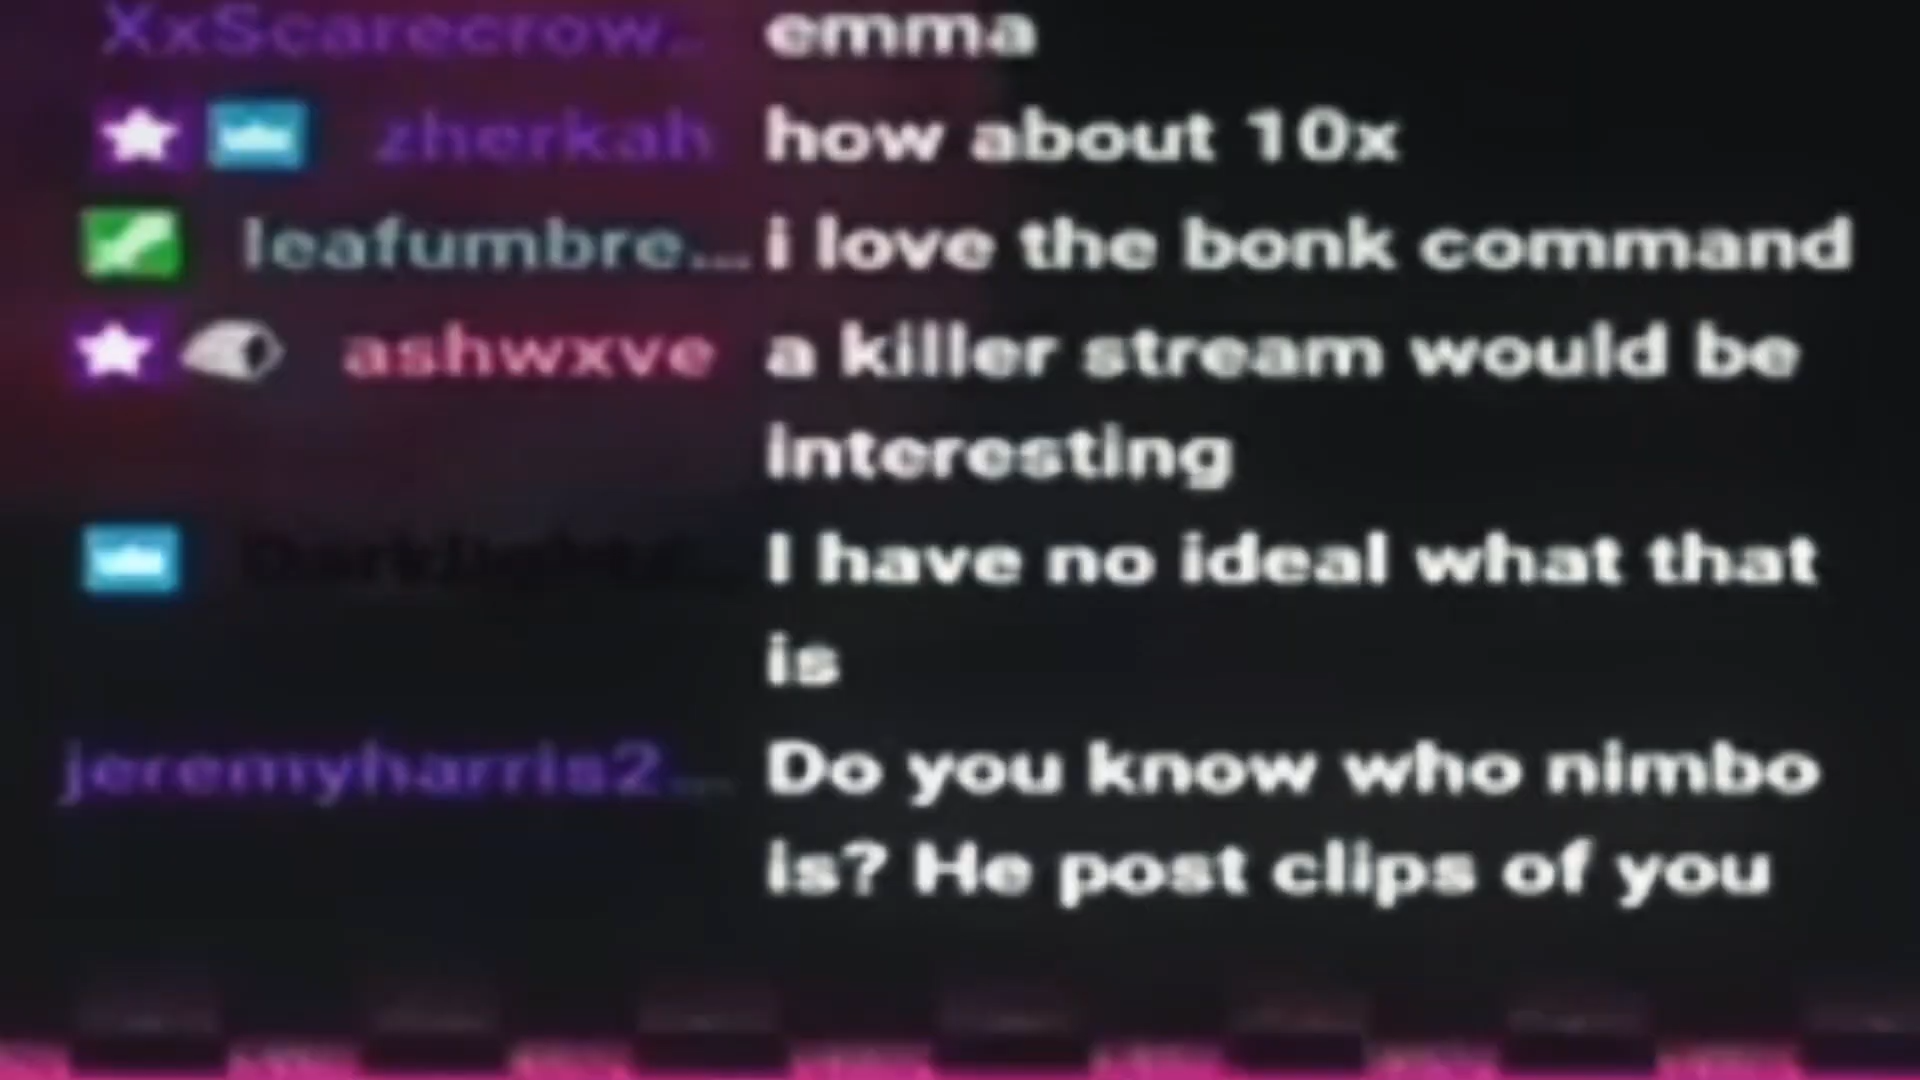 XxScarecrow.. emma
zherkah how about 10x
leafumbre... i love the bonk command
ashwxve a killer stream would be
interesting
I have no ideal what that
is
jeremyharris2... Do you know who nimbo
is? He post clips of you